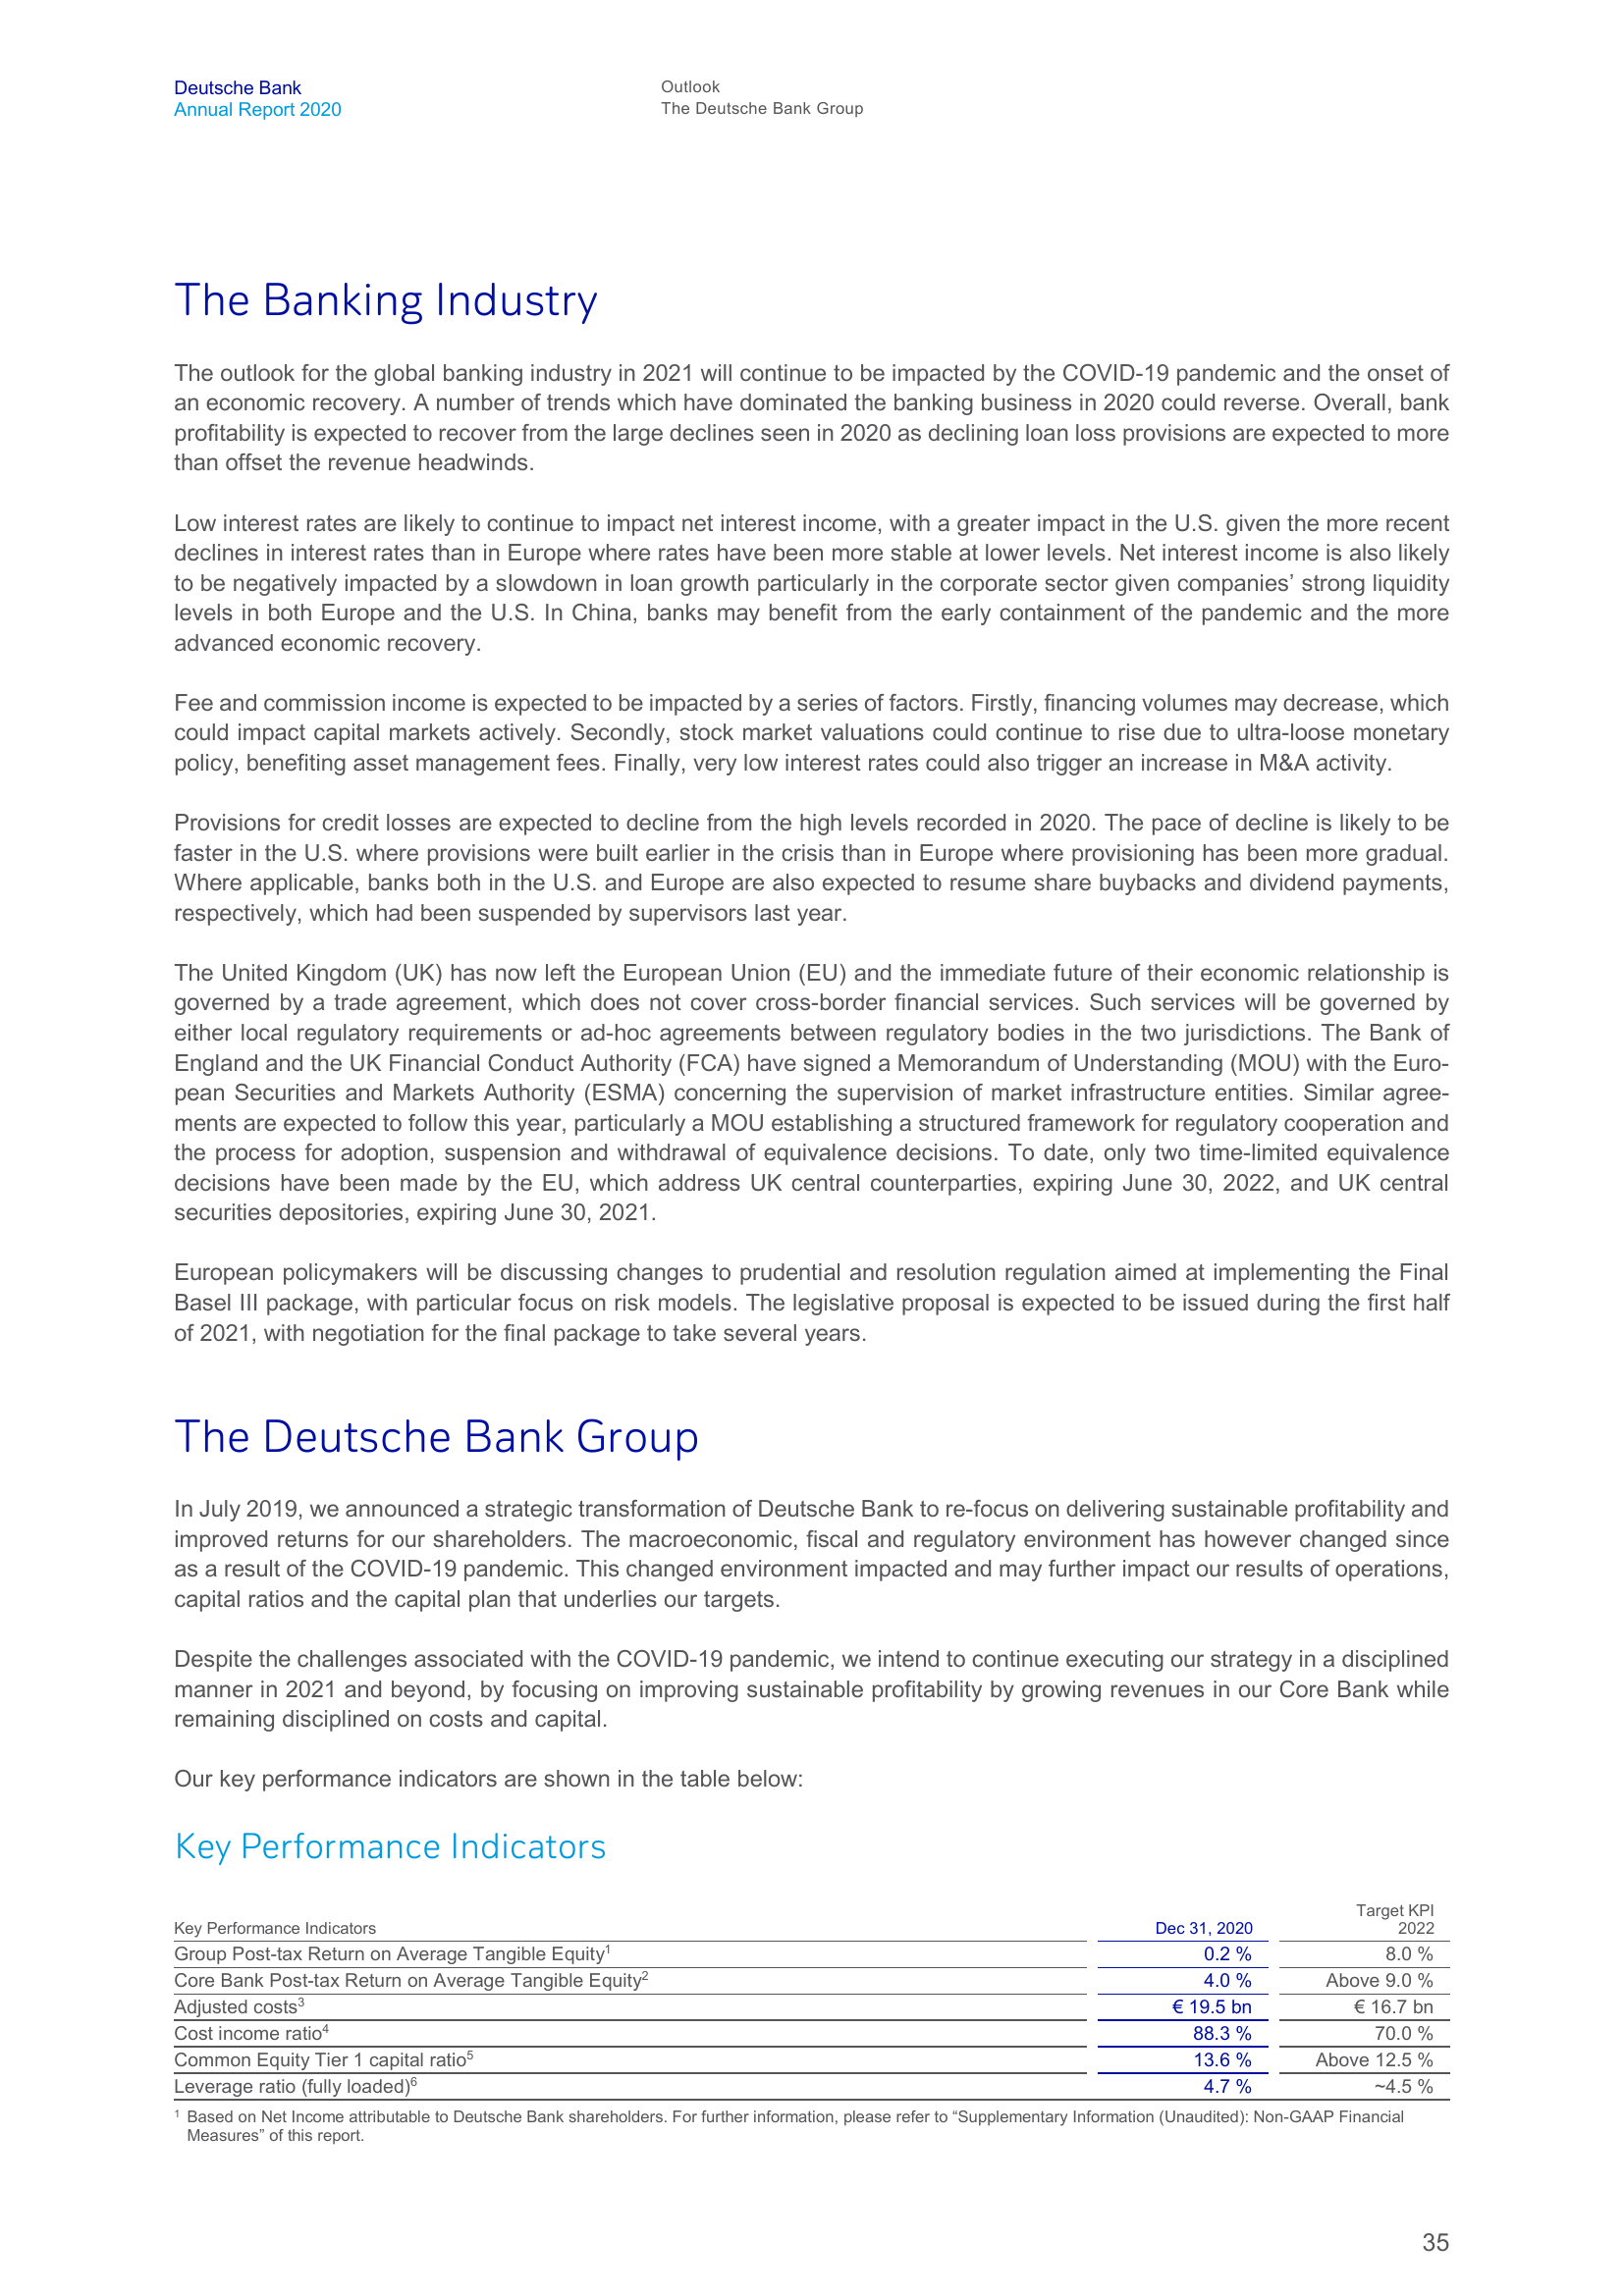 Deutsche Bank
Annual Report 2020
Outlook
The Deutsche Bank Group
The Banking Industry
The outlook for the global banking industry in 2021 will continue to be impacted by the COVID-19 pandemic and the onset of
an economic recovery. A number of trends which have dominated the banking business in 2020 could reverse. Overall, bank
profitability is expected to recover from the large declines seen in 2020 as declining loan loss provisions are expected to more
than offset the revenue headwinds.
Low interest rates are likely to continue to impact net interest income, with a greater impact in the U.S. given the more recent
declines in interest rates than in Europe where rates have been more stable at lower levels. Net interest income is also likely
to be negatively impacted by a slowdown in loan growth particularly in the corporate sector given companies’ strong liquidity
levels in both Europe and the U.S. In China, banks may benefit from the early containment of the pandemic and the more
advanced economic recovery.
Fee and commission income is expected to be impacted by a series of factors. Firstly, financing volumes may decrease, which
could impact capital markets actively. Secondly, stock market valuations could continue to rise due to ultra-loose monetary
policy, benefiting asset management fees. Finally, very low interest rates could also trigger an increase in M&A activity.
Provisions for credit losses are expected to decline from the high levels recorded in 2020. The pace of decline is likely to be
faster in the U.S. where provisions were built earlier in the crisis than in Europe where provisioning has been more gradual.
Where applicable, banks both in the U.S. and Europe are also expected to resume share buybacks and dividend payments,
respectively, which had been suspended by supervisors last year.
The United Kingdom (UK) has now left the European Union (EU) and the immediate future of their economic relationship is
governed by a trade agreement, which does not cover cross-border financial services. Such services will be governed by
either local regulatory requirements or ad-hoc agreements between regulatory bodies in the two jurisdictions. The Bank of
England and the UK Financial Conduct Authority (FCA) have signed a Memorandum of Understanding (MOU) with the Euro-
pean Securities and Markets Authority (ESMA) concerning the supervision of market infrastructure entities. Similar agree-
ments are expected to follow this year, particularly a MOU establishing a structured framework for regulatory cooperation and
the process for adoption, suspension and withdrawal of equivalence decisions. To date, only two time-limited equivalence
decisions have been made by the EU, which address UK central counterparties, expiring June 30, 2022, and UK central
securities depositories, expiring June 30, 2021.
European policymakers will be discussing changes to prudential and resolution regulation aimed at implementing the Final
Basel III package, with particular focus on risk models. The legislative proposal is expected to be issued during the first half
of 2021, with negotiation for the final package to take several years.
The Deutsche Bank Group
In July 2019, we announced a strategic transformation of Deutsche Bank to re-focus on delivering sustainable profitability and
improved returns for our shareholders. The macroeconomic, fiscal and regulatory environment has however changed since
as a result of the COVID-19 pandemic. This changed environment impacted and may further impact our results of operations,
capital ratios and the capital plan that underlies our targets.
Despite the challenges associated with the COVID-19 pandemic, we intend to continue executing our strategy in a disciplined
manner in 2021 and beyond, by focusing on improving sustainable profitability by growing revenues in our Core Bank while
remaining disciplined on costs and capital.
Our key performance indicators are shown in the table below:
Key Performance Indicators
Key Performance Indicators Dec 31, 2020 Target KPI 2022
Group Post-tax Return on Average Tangible Equity¹ 0.2 % 8.0 %
Core Bank Post-tax Return on Average Tangible Equity² 4.0 % Above 9.0 %
Adjusted costs³ € 19.5 bn € 16.7 bn
Cost income ratio⁴ 88.3 % 70.0 %
Common Equity Tier 1 capital ratio⁵ 13.6 % Above 12.5 %
Leverage ratio (fully loaded)⁶ 4.7 % ~4.5 %
¹ Based on Net Income attributable to Deutsche Bank shareholders. For further information, please refer to “Supplementary Information (Unaudited): Non-GAAP Financial
Measures” of this report.
35